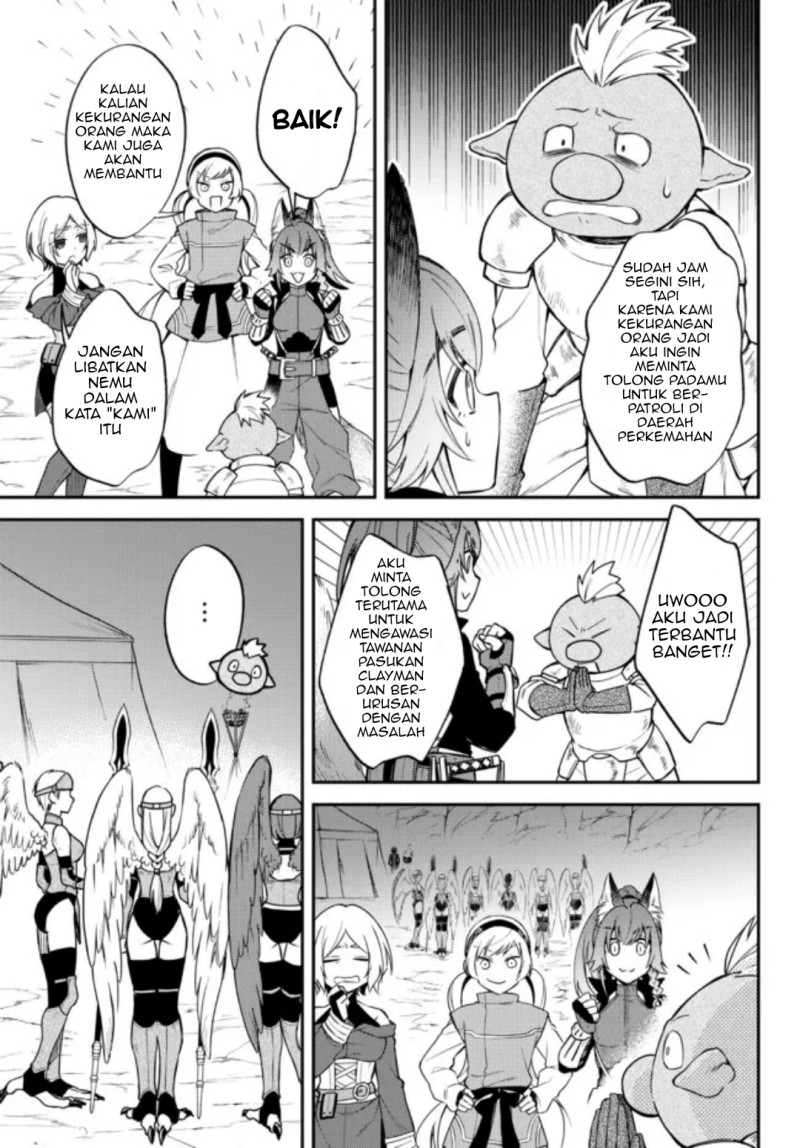 SUDAH JAM
SEGINI SIH,
TAPI
KARENA KAMI
KEKURANGAN
ORANG JADI
AKU INGIN
MEMINTA
TOLONG PADAMU
UNTUK BER-
PATROLI DI
DAERAH
PERKEMAHAN
BAIK!
KALAU
KALIAN
KEKURANGAN
ORANG MAKA
KAMI JUGA
AKAN
MEMBANTU
JANGAN
LIBATKAN
NEMU
DALAM
KATA "KAMI"
ITU
UWOOO
AKU JADI
TERBANTU
BANGET!!
AKU
MINTA
TOLONG
TERUTAMA
UNTUK
MENGAWASI
TAWANAN
PASUKAN
CLAYMAN
DAN BER-
URUSAN
DENGAN
MASALAH
...